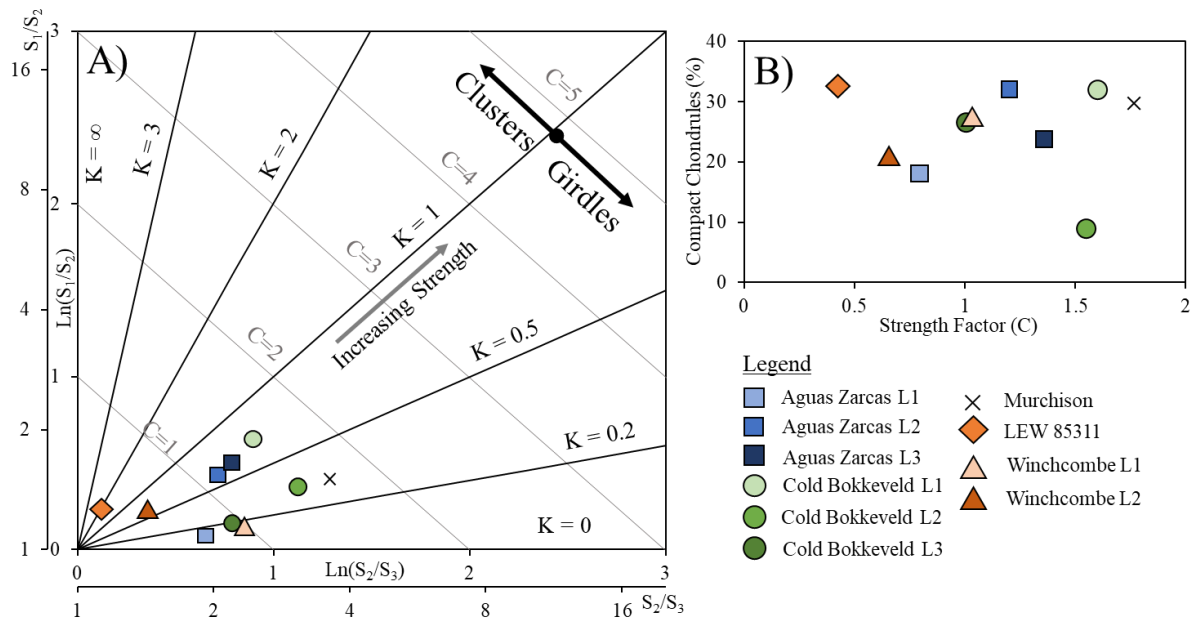 A)
S₁/S₂
16
8
4
2
1
3
2
1
0
Ln(S₁/S₂)
K = ∞
K = 3
K = 2
K = 1
K = 0.5
K = 0.2
K = 0
C=1
C=2
C=3
C=4
C=5
Clusters
Girdles
Increasing Strength
0
1
2
3
Ln(S₂/S₃)
1
2
4
8
16
S₂/S₃
B)
Compact Chondrules (%)
40
30
20
10
0
0
0.5
1
1.5
2
Strength Factor (C)
Legend
Aguas Zarcas L1
Aguas Zarcas L2
Aguas Zarcas L3
Cold Bokkeveld L1
Cold Bokkeveld L2
Cold Bokkeveld L3
Murchison
LEW 85311
Winchcombe L1
Winchcombe L2